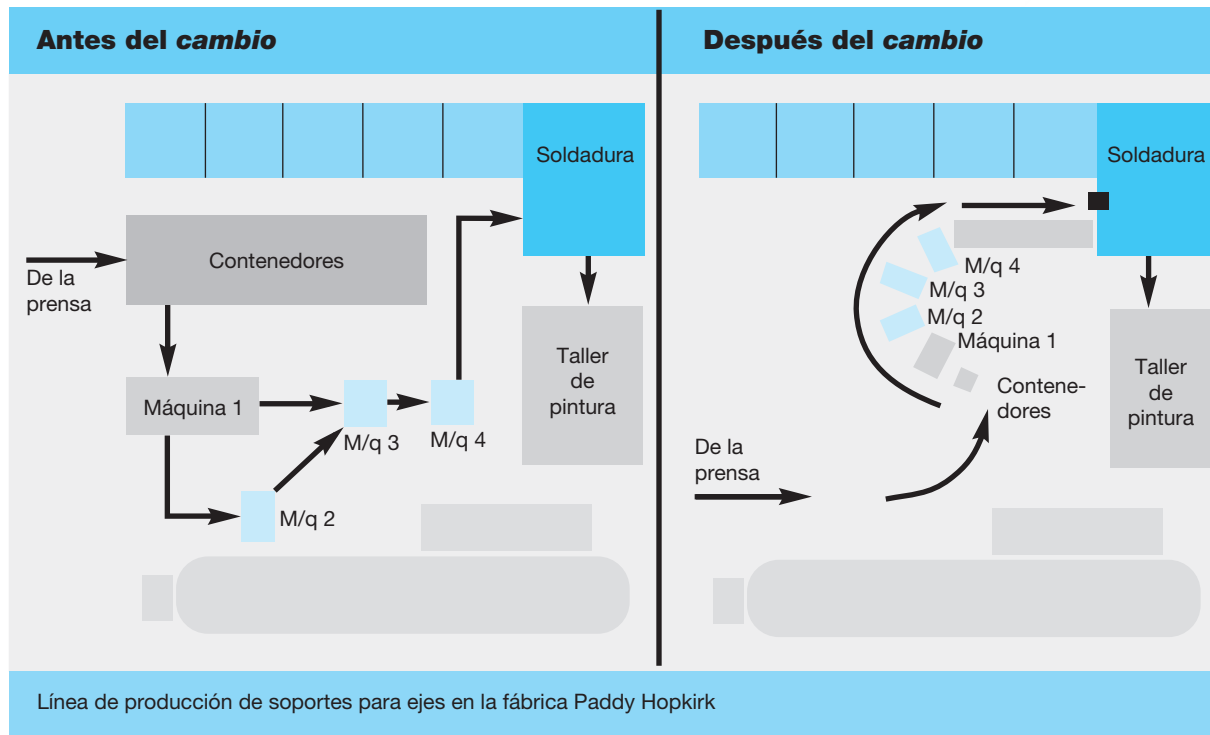 Antes del cambio
Después del cambio
Soldadura
Contenedores
De la
prensa
Máquina 1
M/q 3
M/q 4
M/q 2
Taller
de
pintura
Soldadura
M/q 4
M/q 3
M/q 2
Máquina 1
Contene-
dores
De la
prensa
Taller
de
pintura
Línea de producción de soportes para ejes en la fábrica Paddy Hopkirk